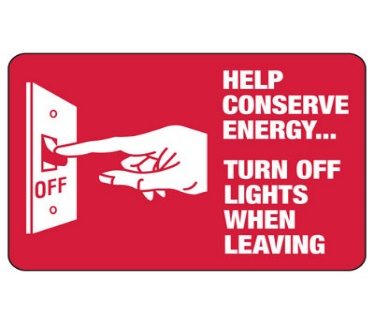 HELP
CONSERVE
ENERGY...
TURN OFF
LIGHTS
WHEN
LEAVING
OFF